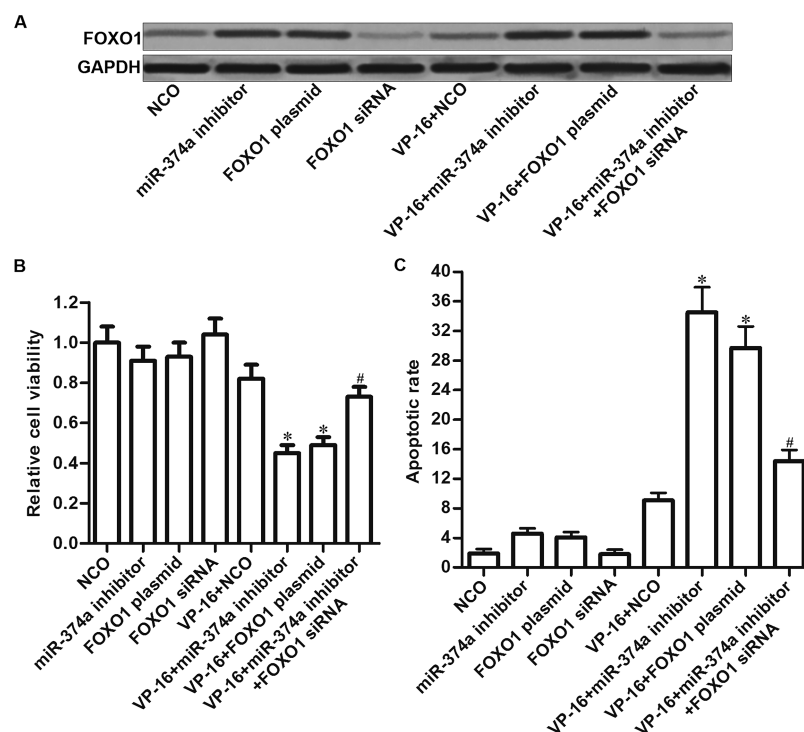 A
FOXO1
GAPDH
NCO
miR-374a inhibitor
FOXO1 plasmid
FOXO1 siRNA
VP-16+NCO
VP-16+miR-374a inhibitor
VP-16+FOXO1 plasmid
VP-16+miR-374a inhibitor
+FOXO1 siRNA
B
Relative cell viability
1.2
1.0
0.8
0.6
0.4
0.2
0.0
*
*
#
NCO
miR-374a inhibitor
FOXO1 plasmid
FOXO1 siRNA
VP-16+NCO
VP-16+miR-374a inhibitor
VP-16+FOXO1 plasmid
VP-16+miR-374a inhibitor
+FOXO1 siRNA
C
Apoptotic rate
40
36
32
28
24
20
16
12
8
4
0
*
*
#
NCO
miR-374a inhibitor
FOXO1 plasmid
FOXO1 siRNA
VP-16+NCO
VP-16+miR-374a inhibitor
VP-16+FOXO1 plasmid
VP-16+miR-374a inhibitor
+FOXO1 siRNA